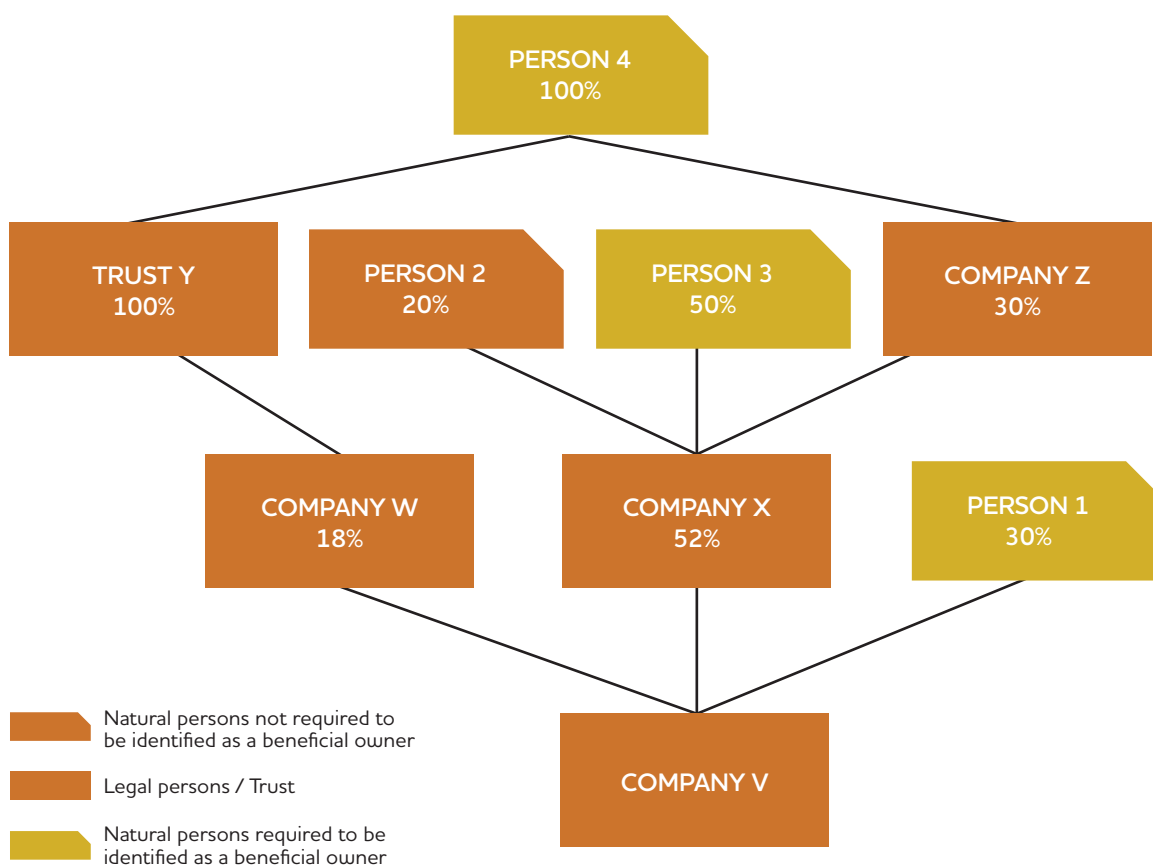 PERSON 4
100%
TRUST Y
100%
PERSON 2
20%
PERSON 3
50%
COMPANY Z
30%
COMPANY W
18%
COMPANY X
52%
PERSON 1
30%
COMPANY V
Natural persons not required to
be identified as a beneficial owner
Legal persons / Trust
Natural persons required to be
identified as a beneficial owner